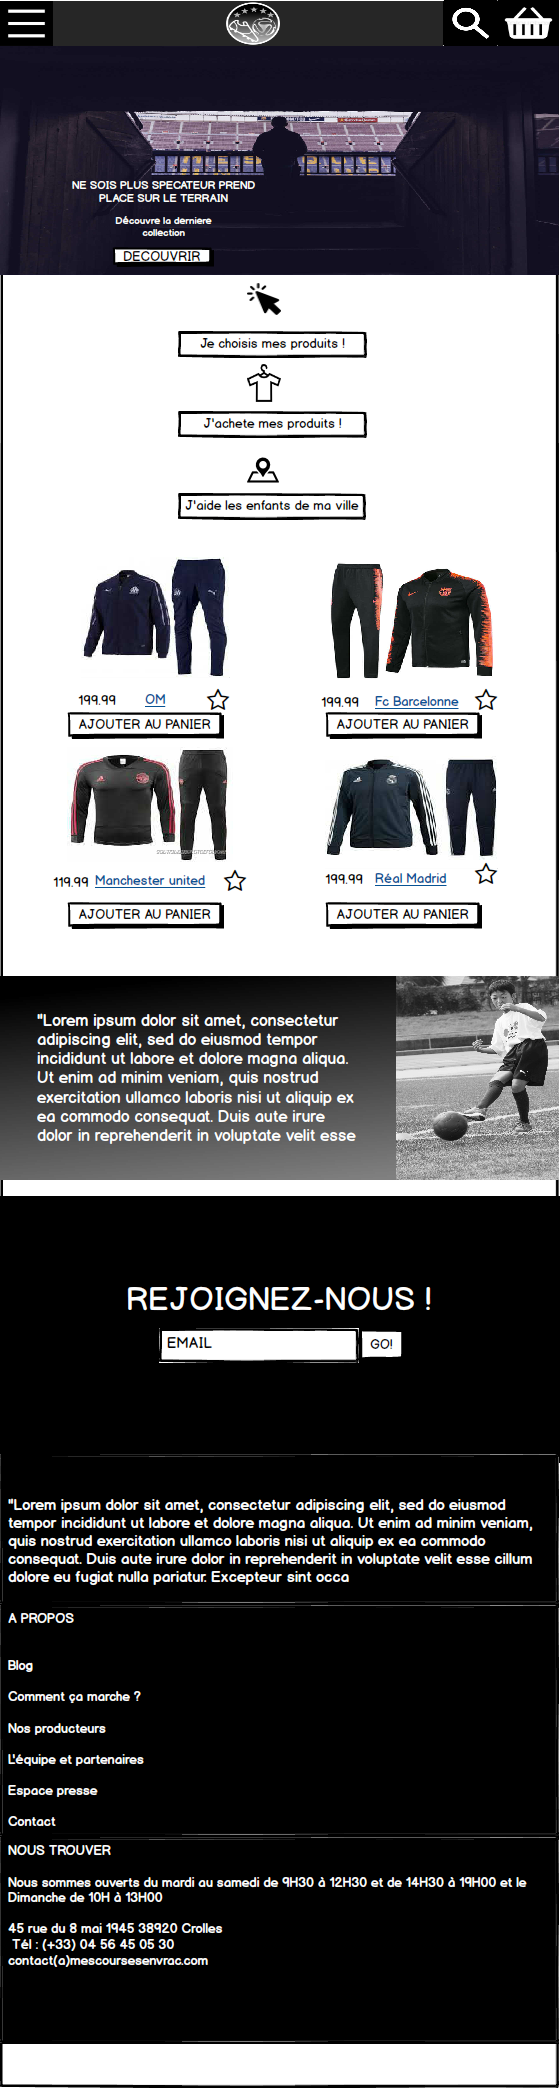 NE SOIS PLUS SPECATEUR PREND
PLACE SUR LE TERRAIN
Découvre la derniere
collection
DECOUVRIR
Je choisis mes produits !
J'achete mes produits !
J'aide les enfants de ma ville
199.99 OM
199.99 Fc Barcelonne
AJOUTER AU PANIER
AJOUTER AU PANIER
119.99 Manchester united
199.99 Réal Madrid
AJOUTER AU PANIER
AJOUTER AU PANIER
"Lorem ipsum dolor sit amet, consectetur
adipiscing elit, sed do eiusmod tempor
incididunt ut labore et dolore magna aliqua.
Ut enim ad minim veniam, quis nostrud
exercitation ullamco laboris nisi ut aliquip ex
ea commodo consequat. Duis aute irure
dolor in reprehenderit in voluptate velit esse
REJOIGNEZ-NOUS !
EMAIL
GO!
"Lorem ipsum dolor sit amet, consectetur adipiscing elit, sed do eiusmod
tempor incididunt ut labore et dolore magna aliqua. Ut enim ad minim veniam,
quis nostrud exercitation ullamco laboris nisi ut aliquip ex ea commodo
consequat. Duis aute irure dolor in reprehenderit in voluptate velit esse cillum
dolore eu fugiat nulla pariatur. Excepteur sint occa
A PROPOS
Blog
Comment ça marche ?
Nos producteurs
L'équipe et partenaires
Espace presse
Contact
NOUS TROUVER
Nous sommes ouverts du mardi au samedi de 9H30 à 12H30 et de 14H30 à 19H00 et le
Dimanche de 10H à 13H00
45 rue du 8 mai 1945 38920 Crolles
Tél : (+33) 04 56 45 05 30
contact(a)mescoursesenvrac.com